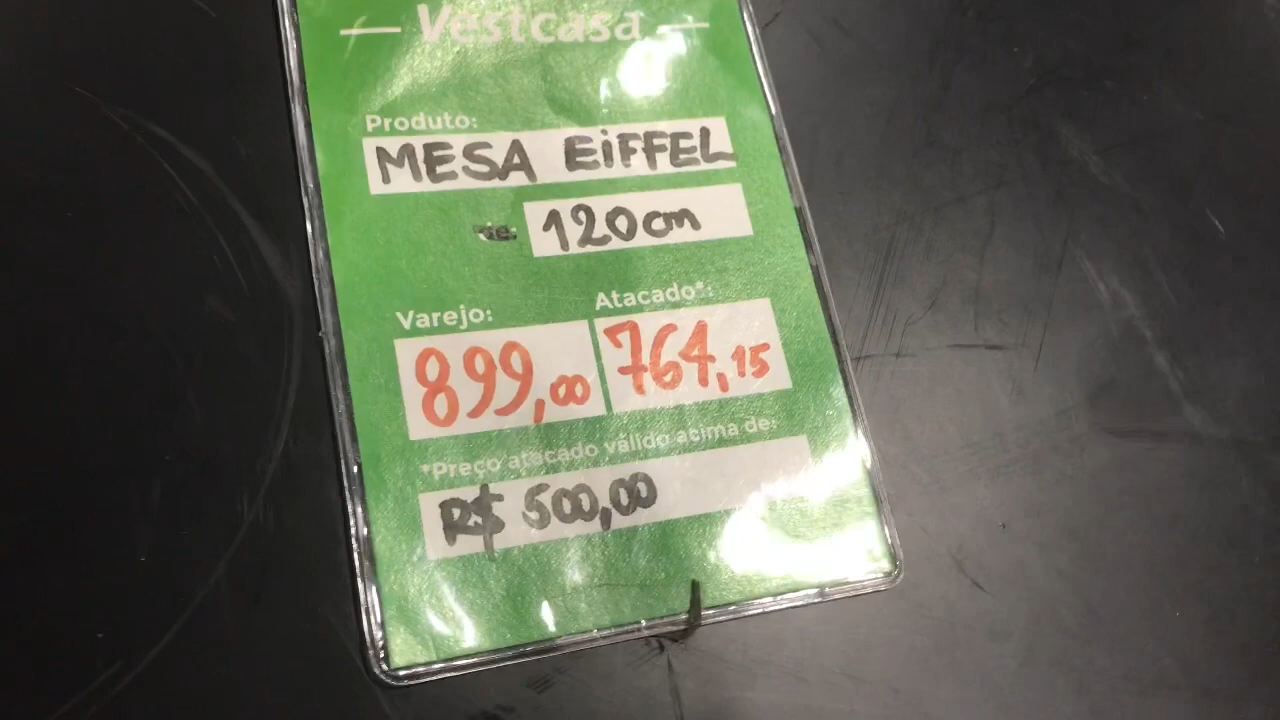 Vestcasa
Produto:
MESA EiFFEL
120cm
Varejo: Atacado*:
899,00 764,15
*Preço atacado válido acima de:
R$ 500,00